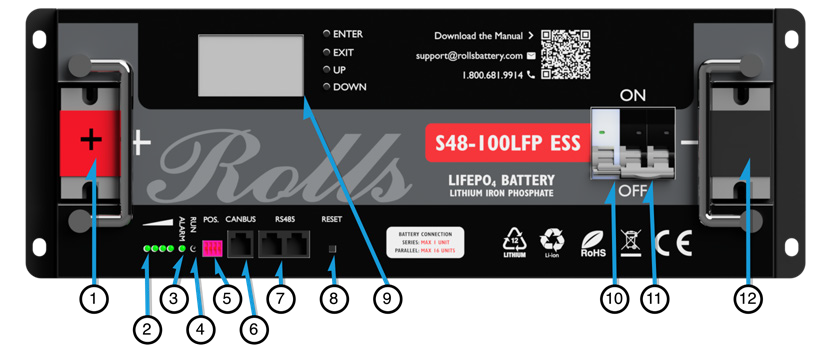 ENTER
EXIT
UP
DOWN
Download the Manual
support@rollsbattery.com
1.800.681.9914
ON
+
+
Rolls
S48-100LFP ESS
−
LIFEPO₄ BATTERY
LITHIUM IRON PHOSPHATE
OFF
ALARM
RUN
POS.
CANBUS
RS485
RESET
BATTERY CONNECTION
SERIES: MAX 1 UNIT
PARALLEL: MAX 16 UNITS
12
LITHIUM
Li-ion
RoHS
CE
1
2
3
4
5
6
7
8
9
10
11
12